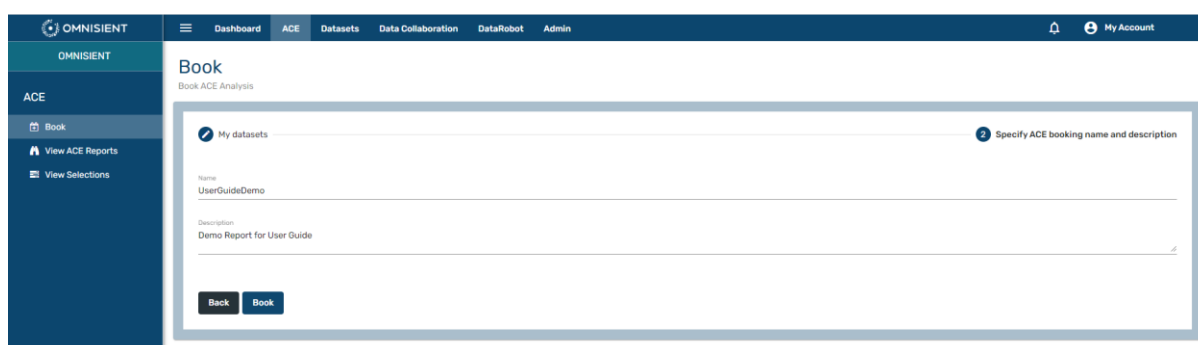 OMNISIENT
Dashboard ACE Datasets Data Collaboration DataRobot Admin
My Account
OMNISIENT
ACE
Book
View ACE Reports
View Selections
Book
Book ACE Analysis
My datasets
2 Specify ACE booking name and description
Name
UserGuideDemo
Description
Demo Report for User Guide
Back Book